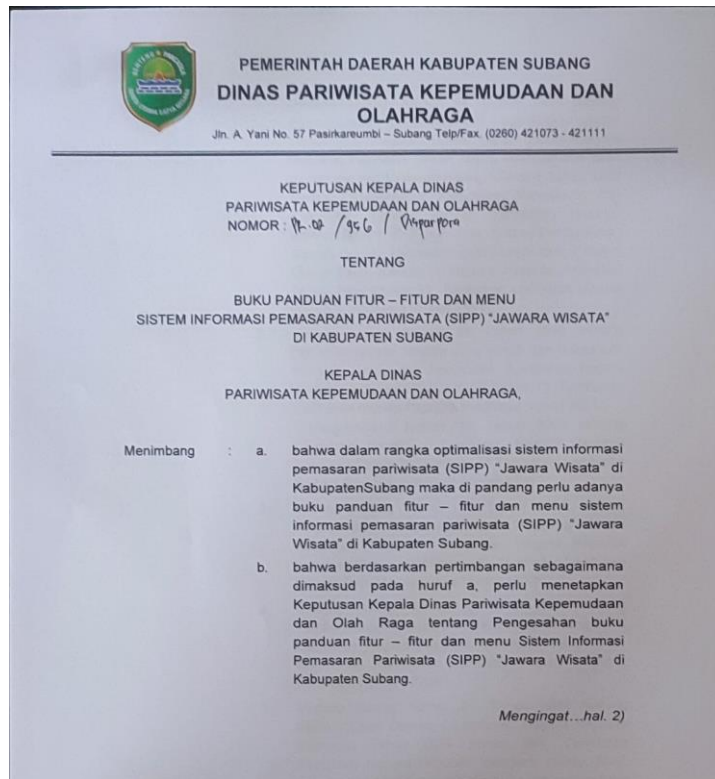 PEMERINTAH DAERAH KABUPATEN SUBANG
DINAS PARIWISATA KEPEMUDAAN DAN
OLAHRAGA
Jln. A. Yani No. 57 Pasirkareumbi – Subang Telp/Fax. (0260) 421073 - 421111
KEPUTUSAN KEPALA DINAS
PARIWISATA KEPEMUDAAN DAN OLAHRAGA
NOMOR : /956 / Disparpora
TENTANG
BUKU PANDUAN FITUR – FITUR DAN MENU
SISTEM INFORMASI PEMASARAN PARIWISATA (SIPP) "JAWARA WISATA"
DI KABUPATEN SUBANG
KEPALA DINAS
PARIWISATA KEPEMUDAAN DAN OLAHRAGA,
Menimbang : a. bahwa dalam rangka optimalisasi sistem informasi
pemasaran pariwisata (SIPP) "Jawara Wisata" di
KabupatenSubang maka di pandang perlu adanya
buku panduan fitur – fitur dan menu sistem
informasi pemasaran pariwisata (SIPP) "Jawara
Wisata" di Kabupaten Subang.
b. bahwa berdasarkan pertimbangan sebagaimana
dimaksud pada huruf a, perlu menetapkan
Keputusan Kepala Dinas Pariwisata Kepemudaan
dan Olah Raga tentang Pengesahan buku
panduan fitur – fitur dan menu Sistem Informasi
Pemasaran Pariwisata (SIPP) "Jawara Wisata" di
Kabupaten Subang.
Mengingat...hal. 2)